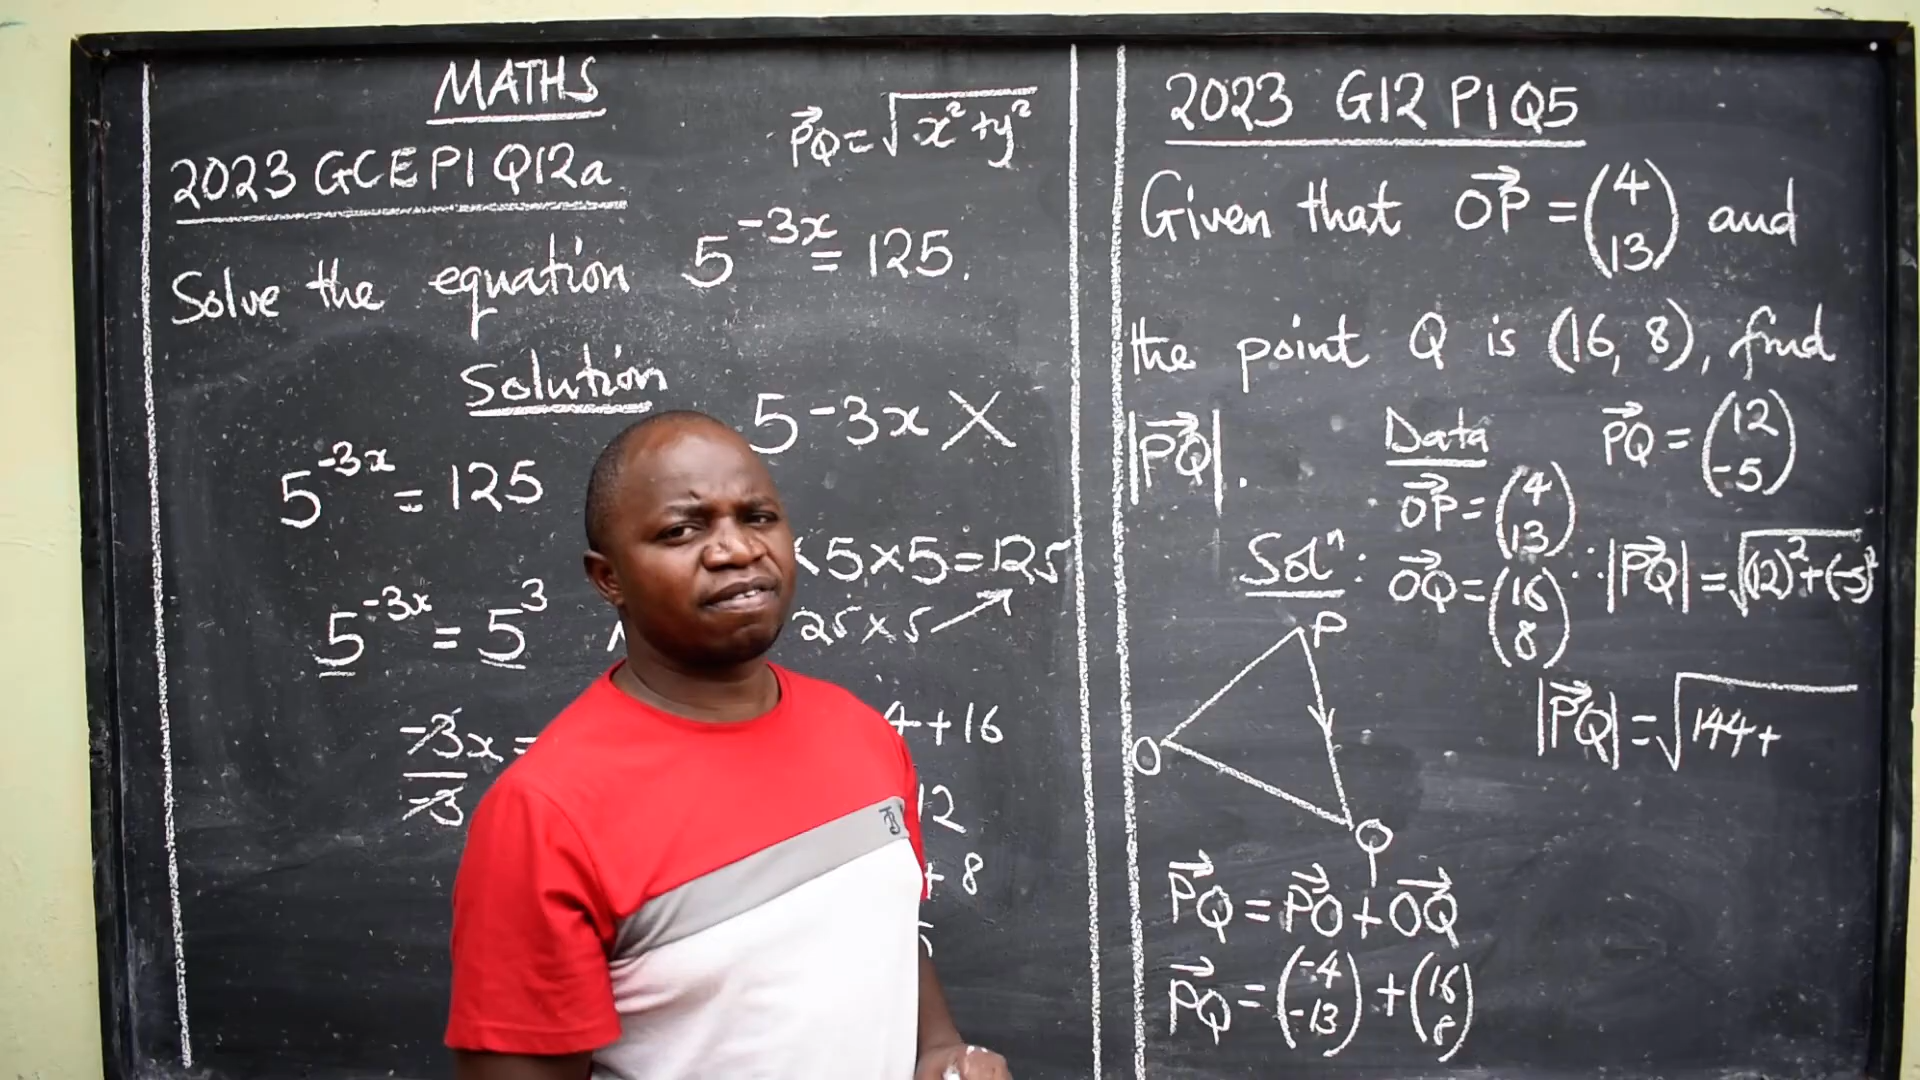 MATHS
PQ = √x²+y²
2023 GCE P1 Q12a
Solve the equation 5^-3x = 125.
Solution
5-3x X
5^-3x = 125
×5×5=125
5^-3x = 5^3
25×5
-3x =
-3
4+16
12
+8
2023 G12 P1 Q5
Given that OP = (4 13) and
the point Q is (16, 8), find
|PQ|.
Data
OP = (4 13)
OQ = (16 8)
PQ = (12 -5)
Solⁿ:
∴ |PQ| = √(12)²+(-5)²
|PQ| = √144+
P
O
Q
PQ = PO + OQ
PQ = (-4 -13) + (16 8)